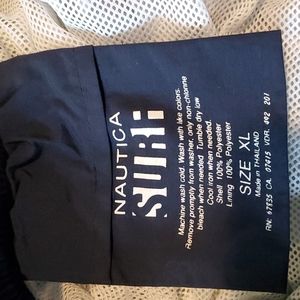 NAUTICA
SURF
Machine wash cold. Wash with like colors.
Remove promptly from washer, only non-chlorine
bleach when needed Tumble dry low
Cool iron when needed.
Shell 100% Polyester
Lining 100% Polyester
SIZE XL
Made in THAILAND
RN: 67835 CA 07415 VDR. 492 201